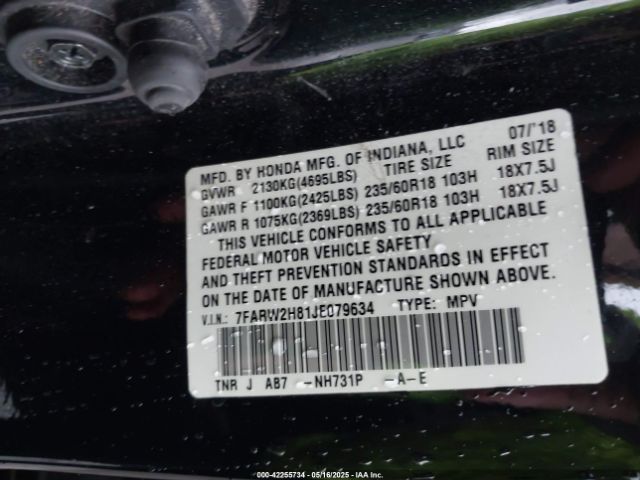 MFD. BY HONDA MFG. OF INDIANA, LLC 07/'18
GVWR 2130KG(4695LBS) TIRE SIZE RIM SIZE
GAWR F 1100KG(2425LBS) 235/60R18 103H 18X7.5J
GAWR R 1075KG(2369LBS) 235/60R18 103H 18X7.5J
THIS VEHICLE CONFORMS TO ALL APPLICABLE
FEDERAL MOTOR VEHICLE SAFETY
AND THEFT PREVENTION STANDARDS IN EFFECT
ON THE DATE OF MANUFACTURE SHOWN ABOVE.
V.I.N.: 7FARW2H81JE079634 TYPE: MPV
TNR J AB7 -NH731P -A-E
000-42255734 - 05/16/2025 - IAA Inc.